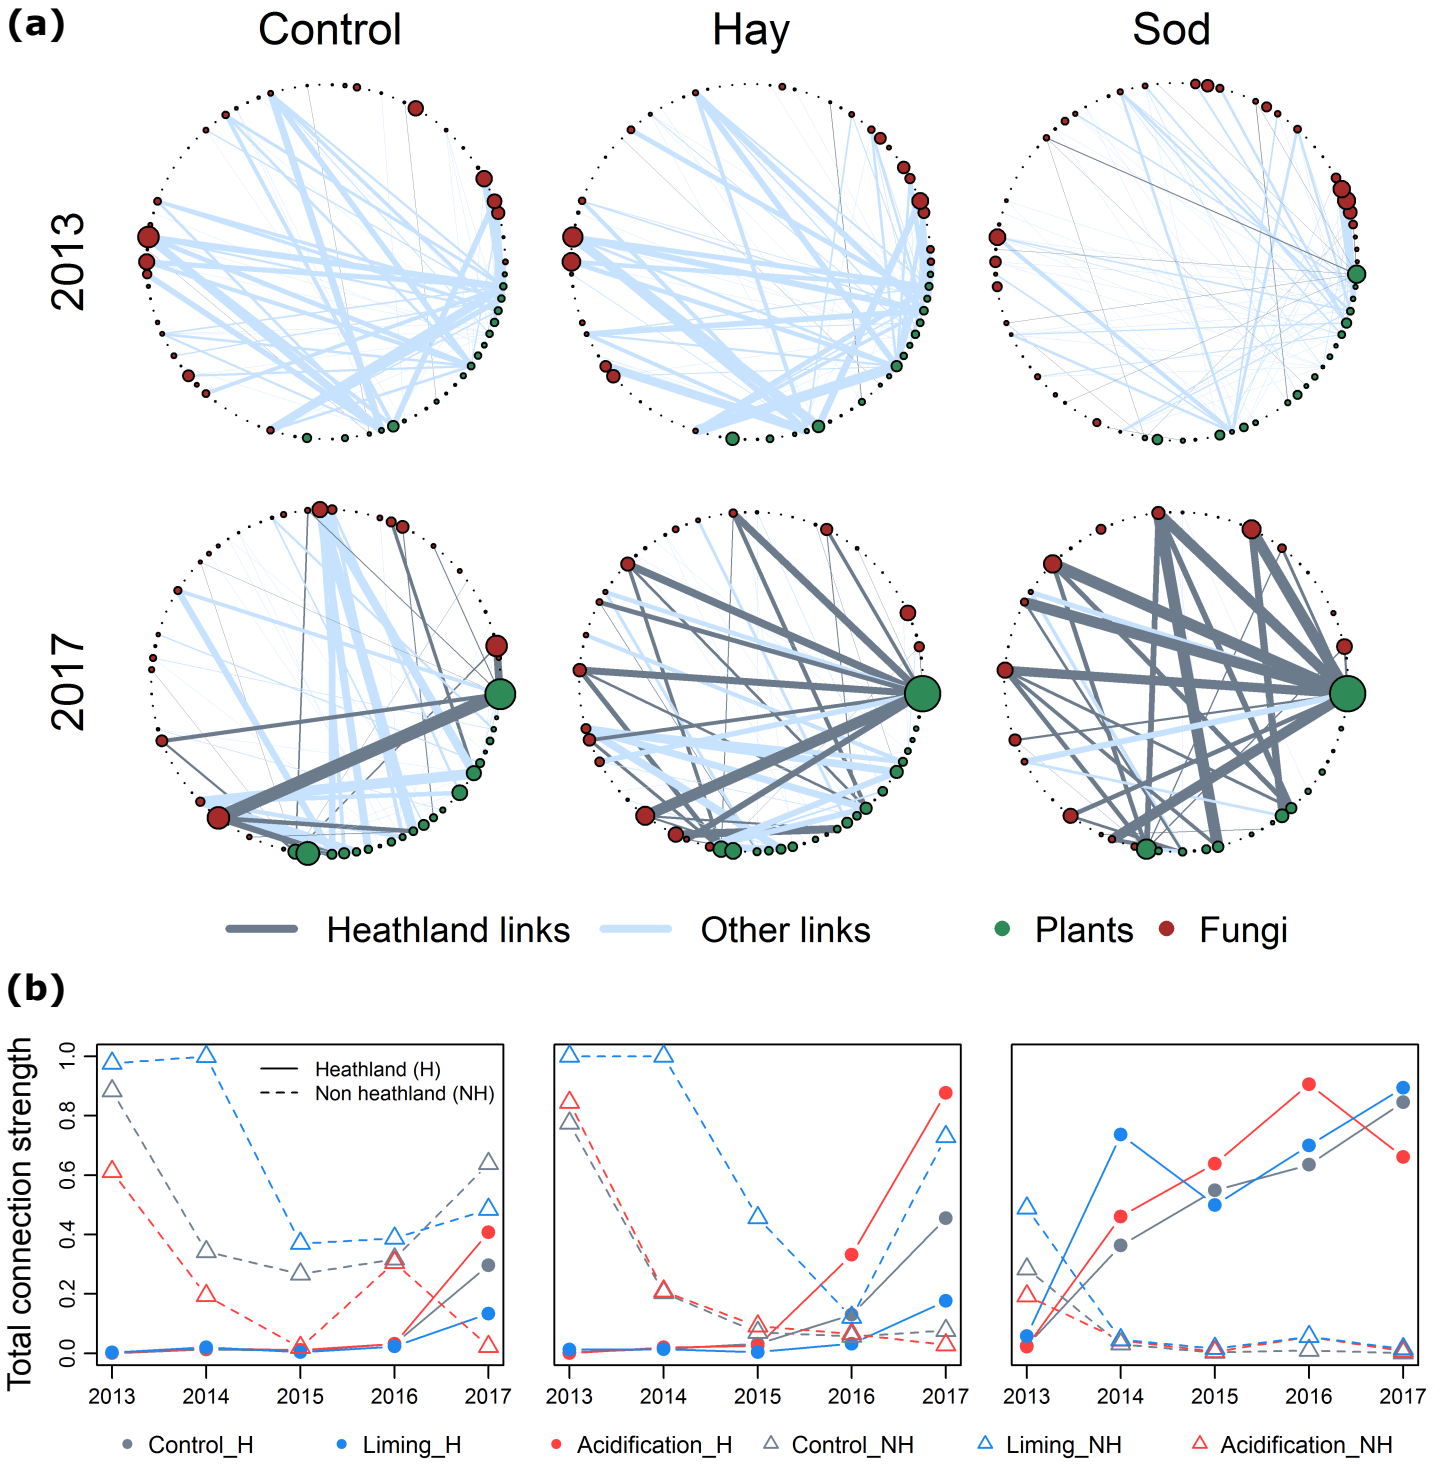 (a)
Control Hay Sod
2013
2017
Heathland links Other links Plants Fungi
(b)
Total connection strength
0.0 0.2 0.4 0.6 0.8 1.0
Heathland (H)
Non heathland (NH)
2013 2014 2015 2016 2017 2013 2014 2015 2016 2017 2013 2014 2015 2016 2017
Control_H Liming_H Acidification_H Control_NH Liming_NH Acidification_NH